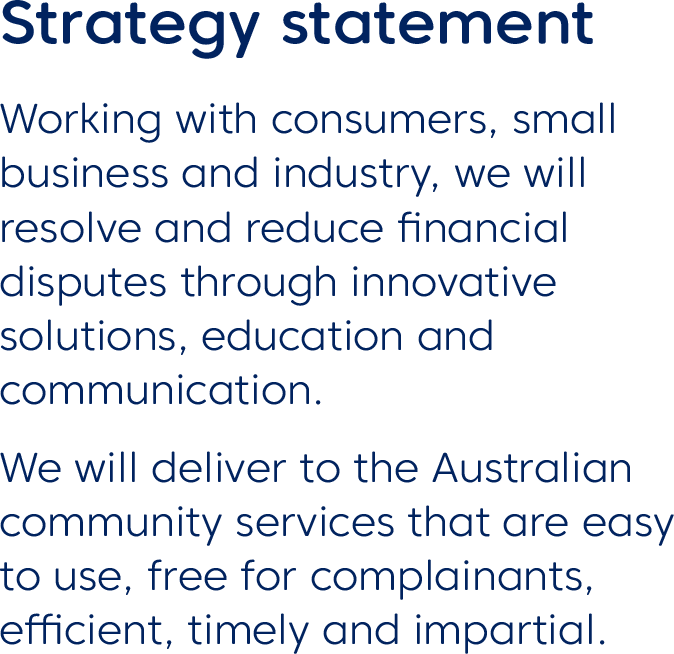 Strategy statement
Working with consumers, small
business and industry, we will
resolve and reduce financial
disputes through innovative
solutions, education and
communication.
We will deliver to the Australian
community services that are easy
to use, free for complainants,
efficient, timely and impartial.